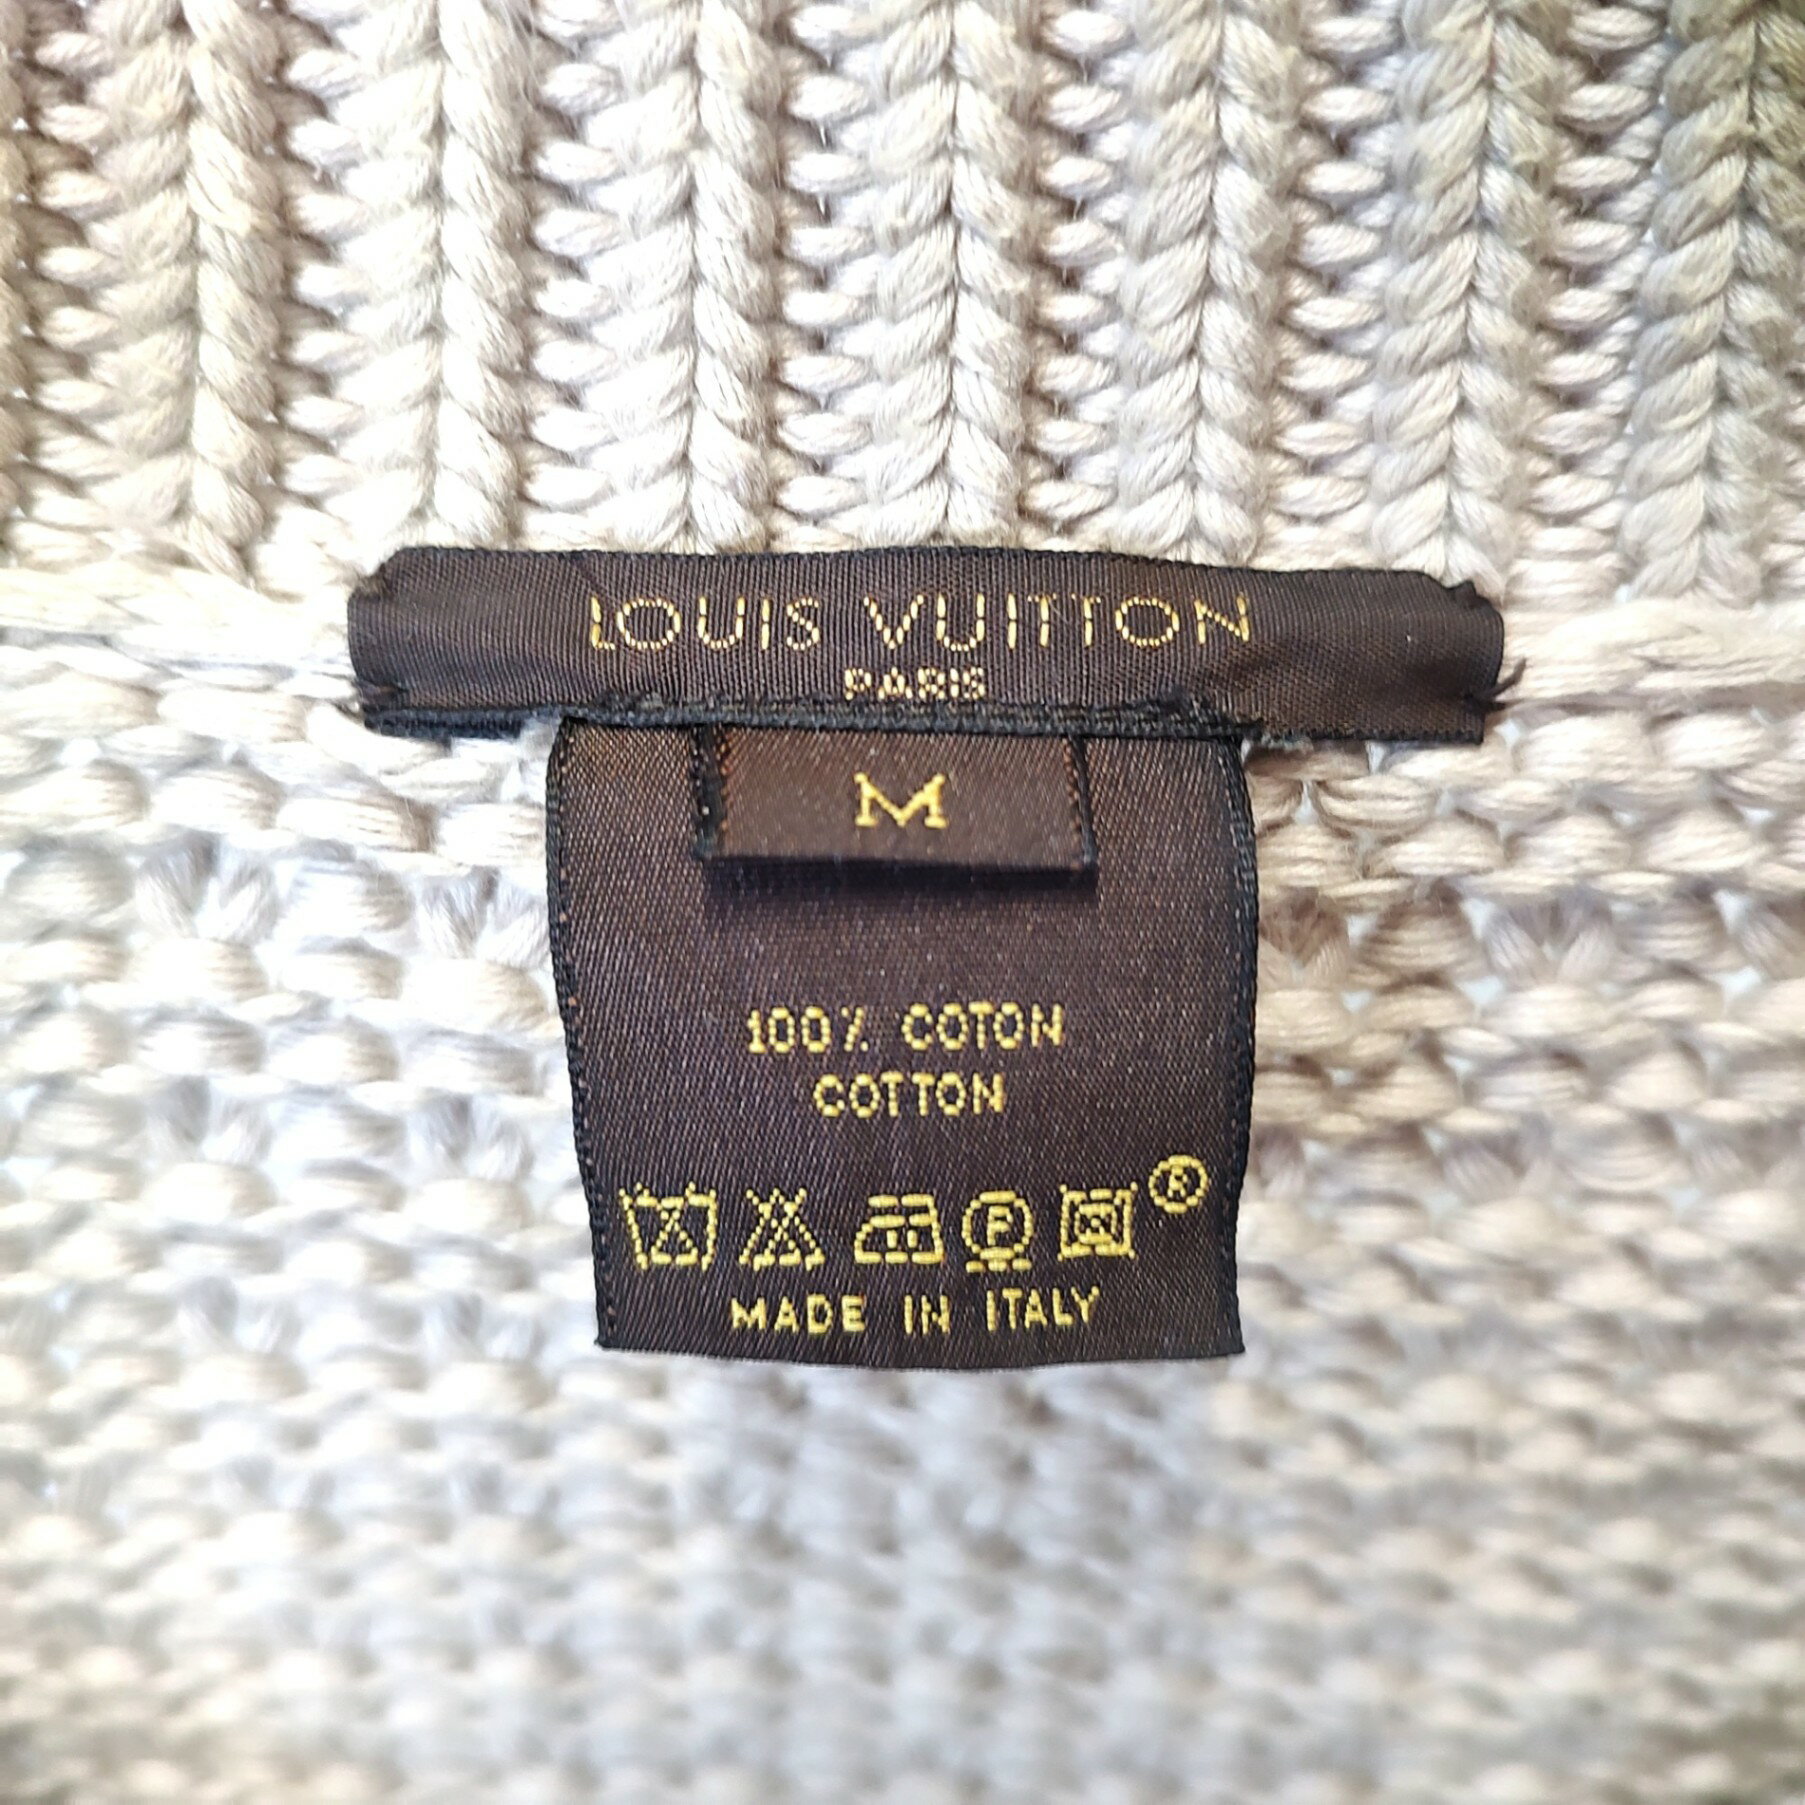 LOUIS VUITTON
PARIS
M
100% COTON
COTTON
P ®
MADE IN ITALY